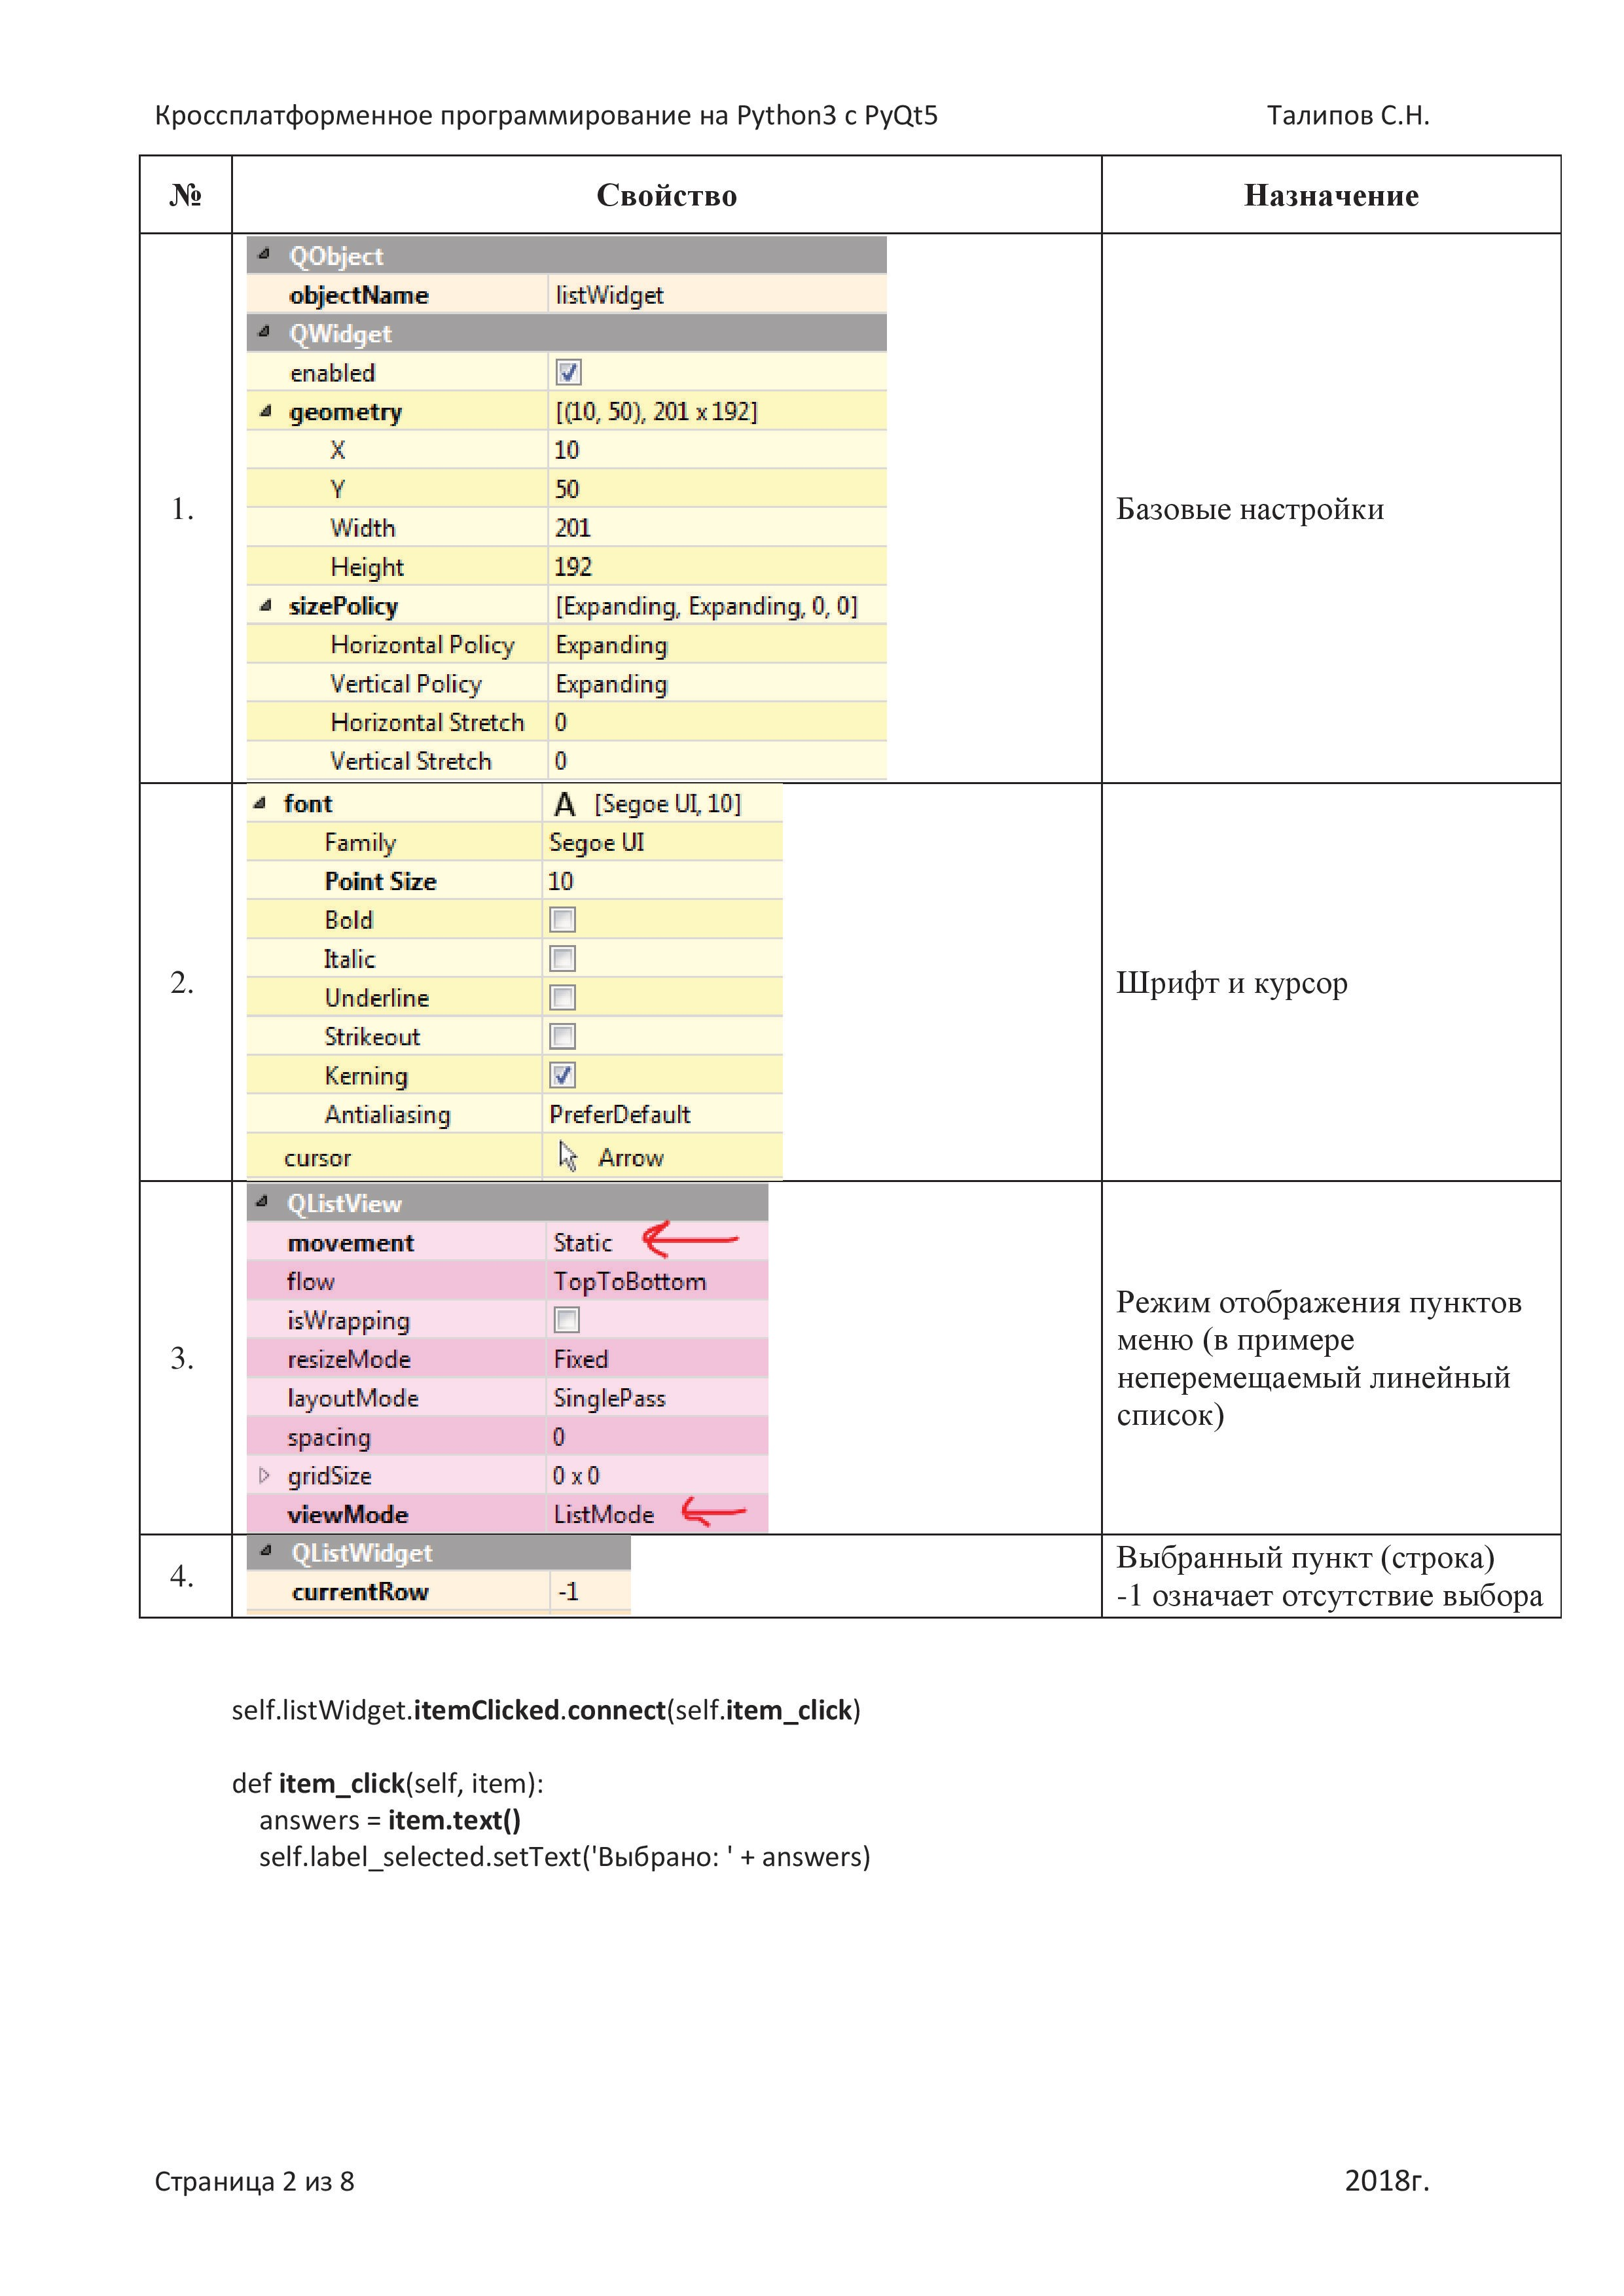 Кроссплатформенное программирование на Python3 с PyQt5 Талипов С.Н.
№ Свойство Назначение
1.
QObject
objectName listWidget
QWidget
enabled
geometry [(10, 50), 201 x 192]
X 10
Y 50
Width 201
Height 192
sizePolicy [Expanding, Expanding, 0, 0]
Horizontal Policy Expanding
Vertical Policy Expanding
Horizontal Stretch 0
Vertical Stretch 0
Базовые настройки
2.
font A [Segoe UI, 10]
Family Segoe UI
Point Size 10
Bold
Italic
Underline
Strikeout
Kerning
Antialiasing PreferDefault
cursor Arrow
Шрифт и курсор
3.
QListView
movement Static
flow TopToBottom
isWrapping
resizeMode Fixed
layoutMode SinglePass
spacing 0
gridSize 0 x 0
viewMode ListMode
Режим отображения пунктов
меню (в примере
неперемещаемый линейный
список)
4.
QListWidget
currentRow -1
Выбранный пункт (строка)
-1 означает отсутствие выбора
self.listWidget.itemClicked.connect(self.item_click)
def item_click(self, item):
answers = item.text()
self.label_selected.setText('Выбрано: ' + answers)
Страница 2 из 8 2018г.